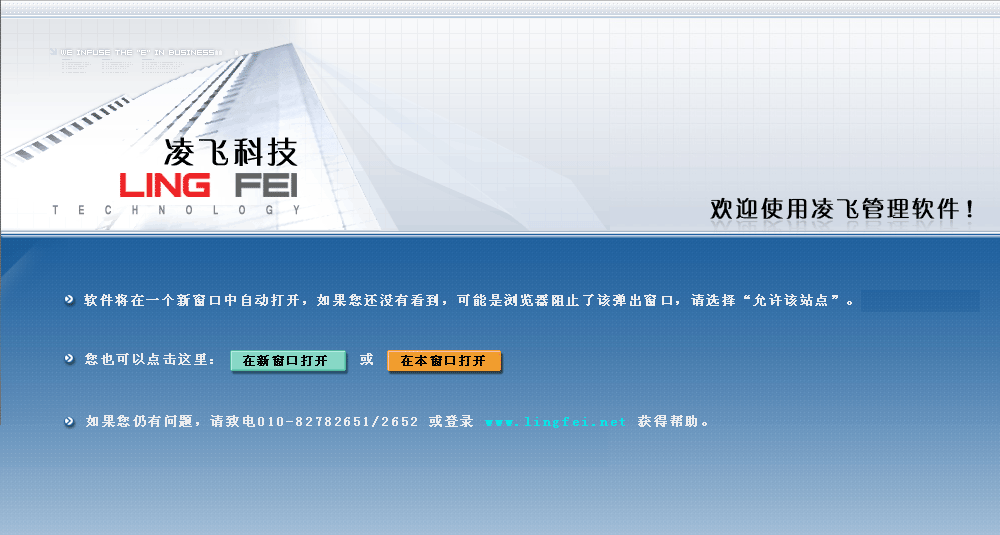 WE INFUSE THE "E" IN BUSINESS
凌飞科技
LING FEI
TECHNOLOGY
欢迎使用凌飞管理软件！
软件将在一个新窗口中自动打开，如果您还没有看到，可能是浏览器阻止了该弹出窗口，请选择“允许该站点”。
您也可以点击这里： 在新窗口打开 或 在本窗口打开
如果您仍有问题，请致电010-82782651/2652 或登录 www.lingfei.net 获得帮助。